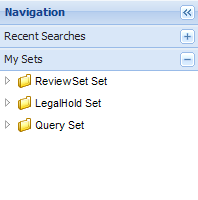 Navigation
Recent Searches
My Sets
ReviewSet Set
LegalHold Set
Query Set